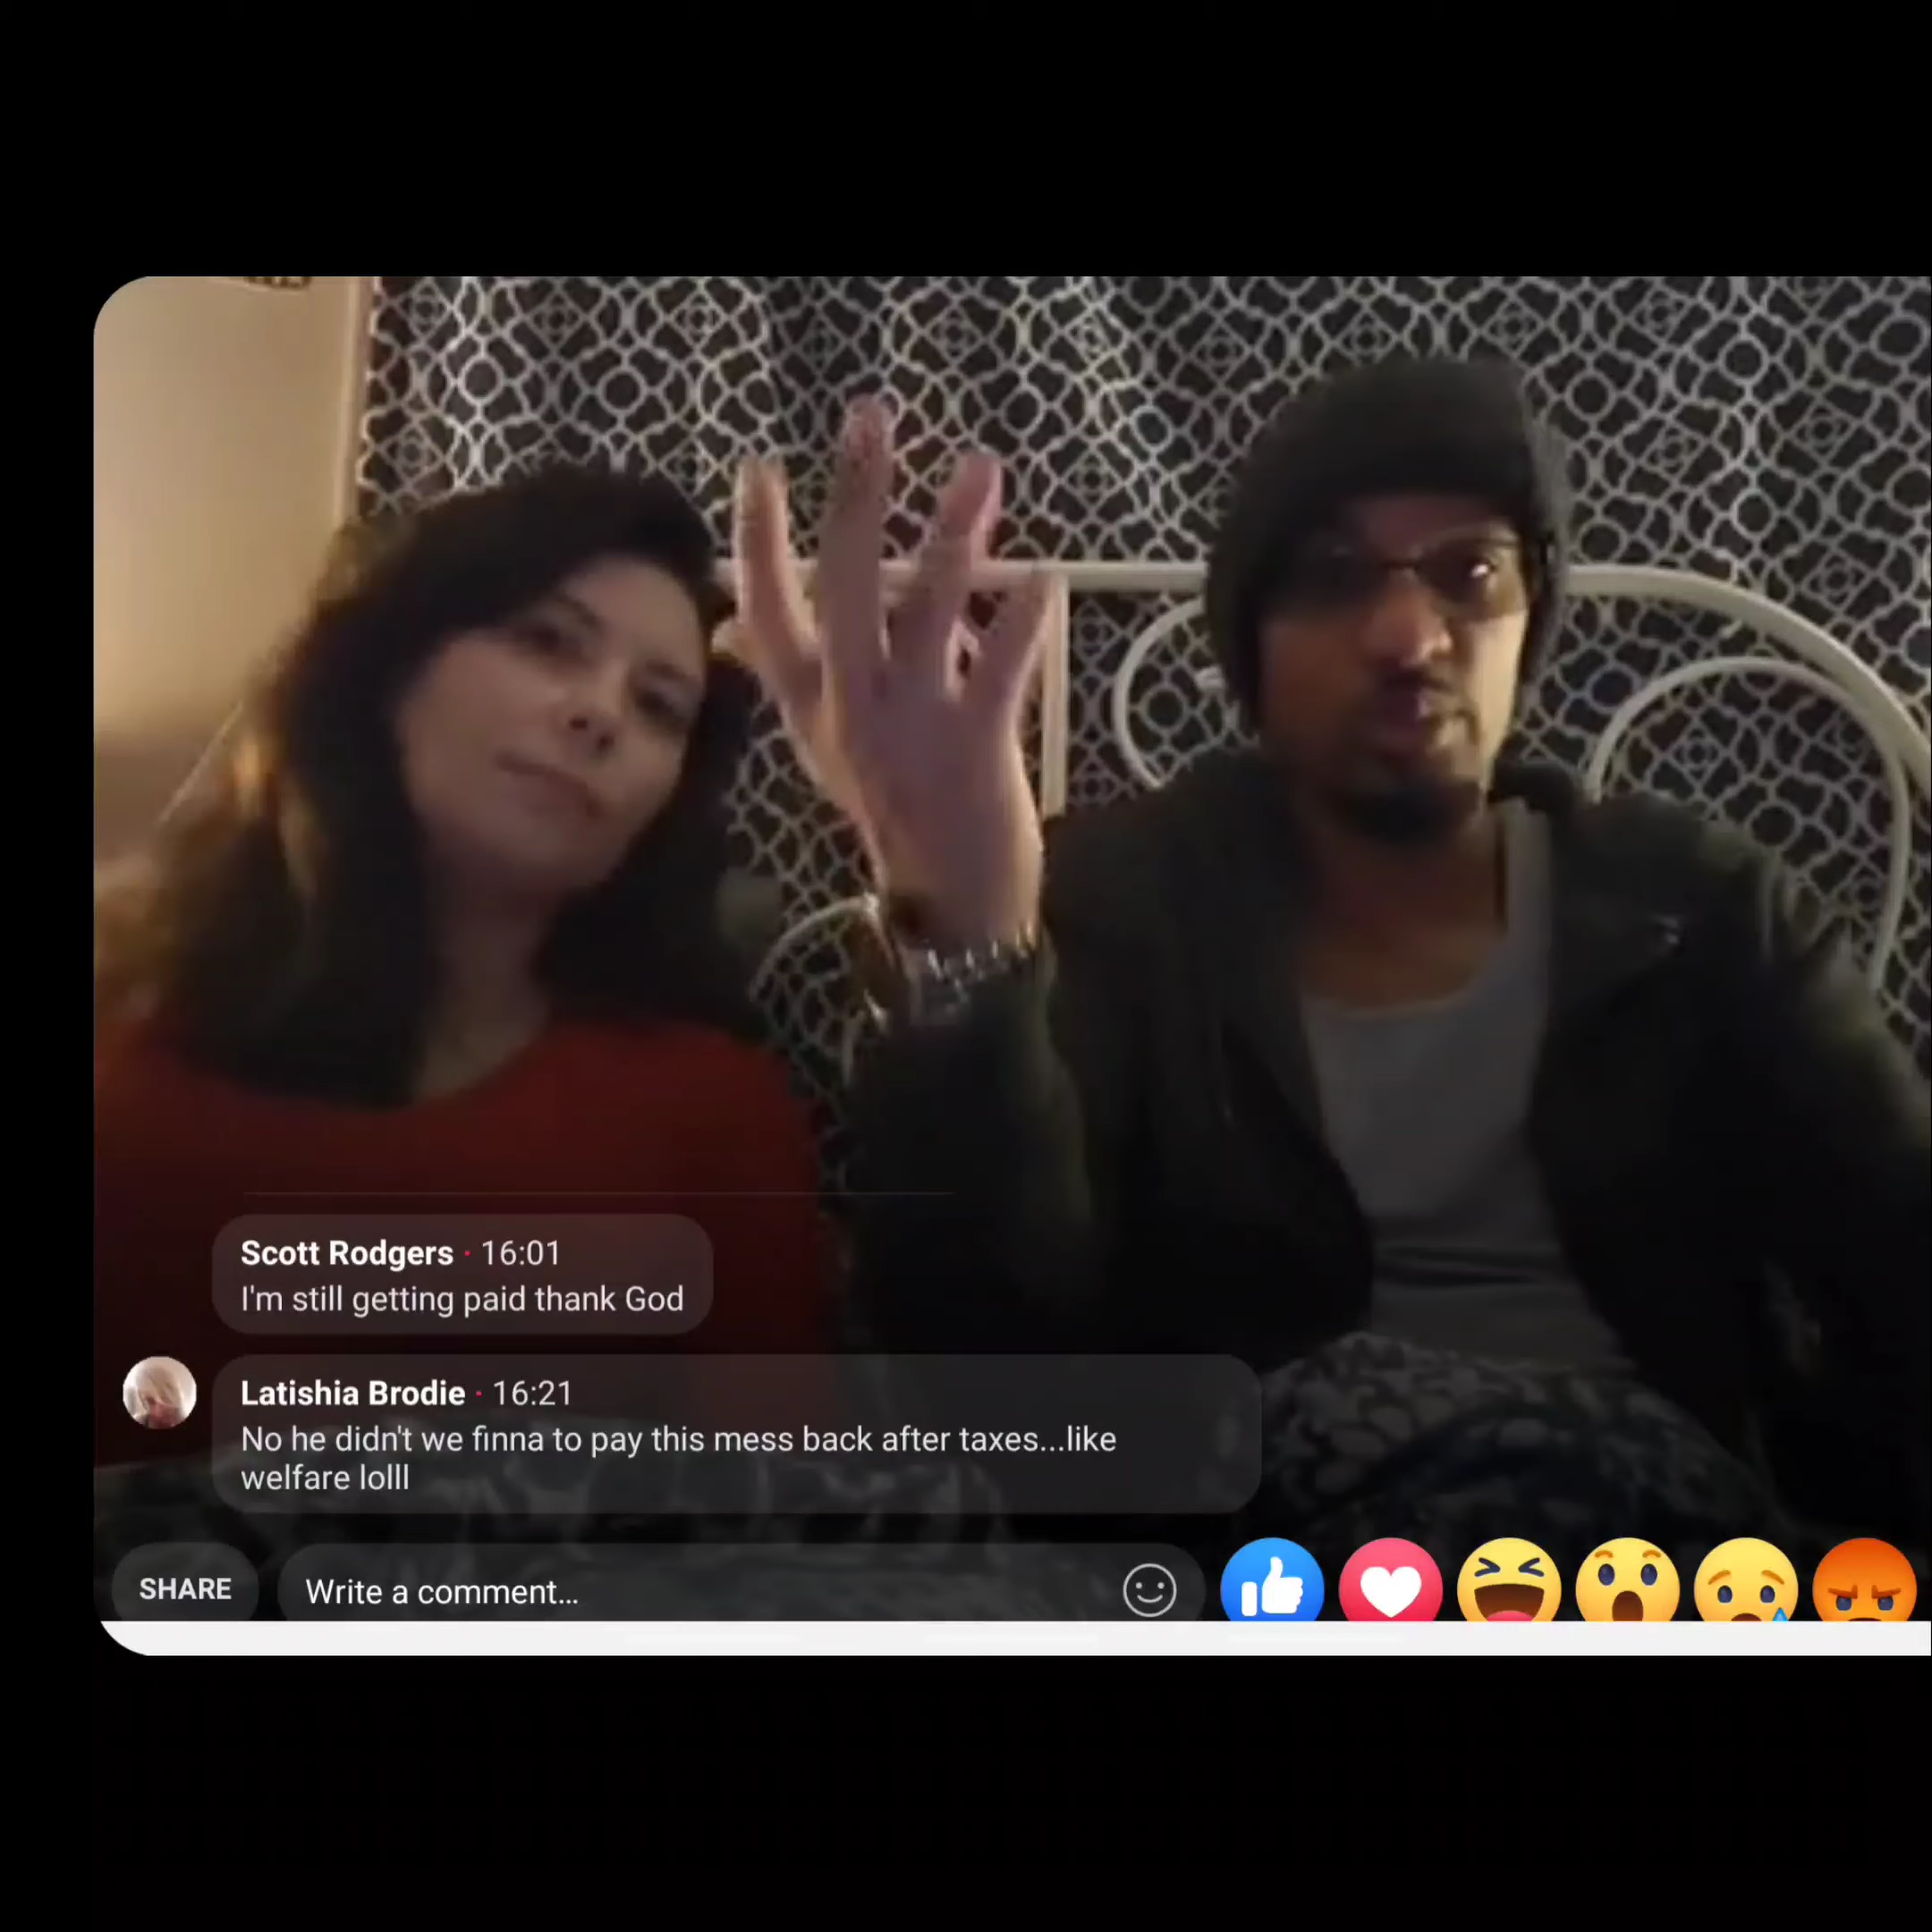 Scott Rodgers · 16:01
I'm still getting paid thank God
Latishia Brodie · 16:21
No he didn't we finna to pay this mess back after taxes...like
welfare lolll
SHARE
Write a comment...